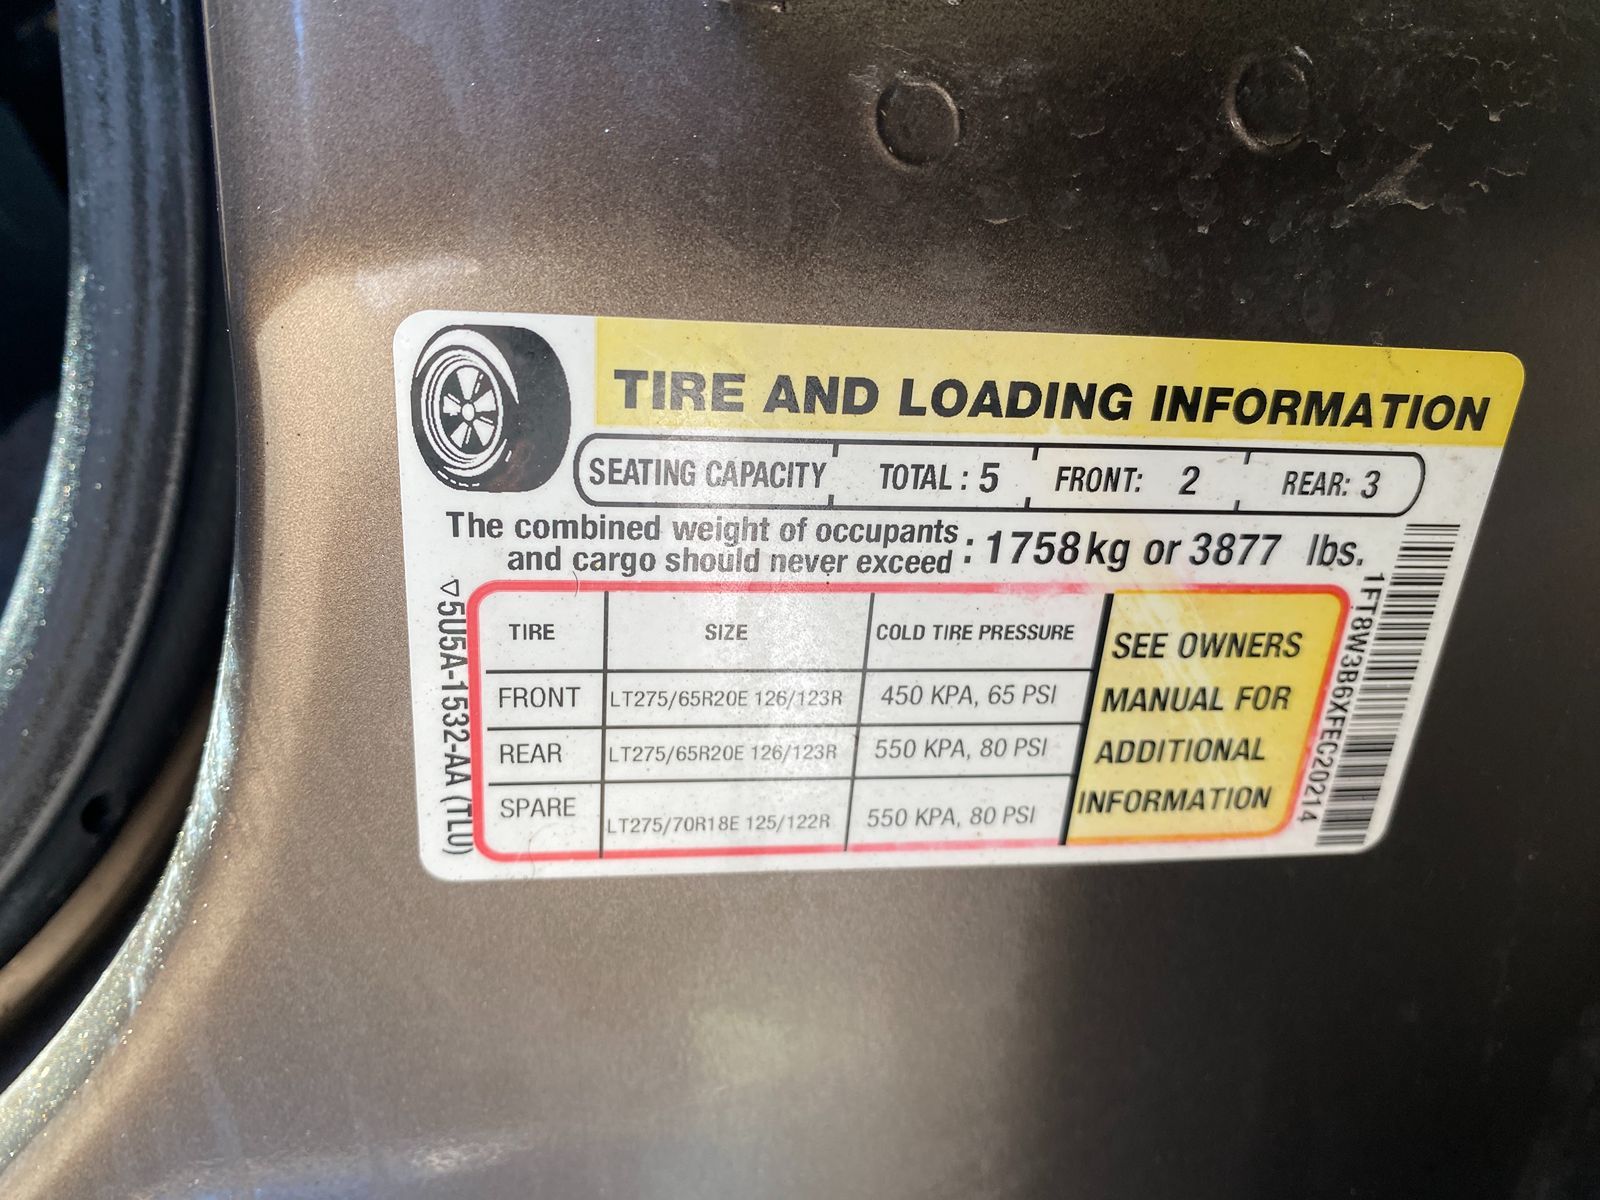 TIRE AND LOADING INFORMATION
SEATING CAPACITY TOTAL : 5 FRONT: 2 REAR: 3
The combined weight of occupants
and cargo should never exceed : 1758kg or 3877 lbs.
TIRE SIZE COLD TIRE PRESSURE
FRONT LT275/65R20E 126/123R 450 KPA, 65 PSI
REAR LT275/65R20E 126/123R 550 KPA, 80 PSI
SPARE LT275/70R18E 125/122R 550 KPA, 80 PSI
SEE OWNERS
MANUAL FOR
ADDITIONAL
INFORMATION
5U5A-1532-AA (TLU)
1FT8W3B6XFEC20214